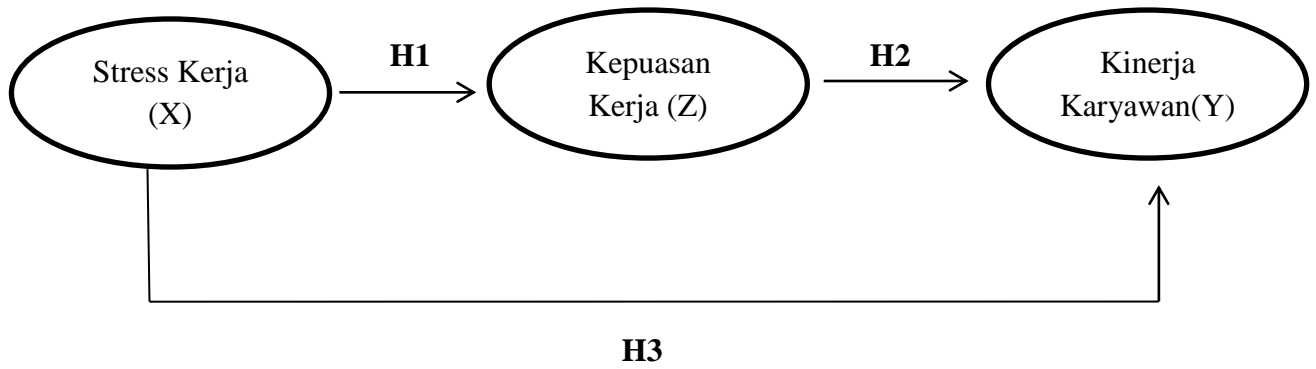 Stress Kerja
(X)
H1
Kepuasan
Kerja (Z)
H2
Kinerja
Karyawan(Y)
H3